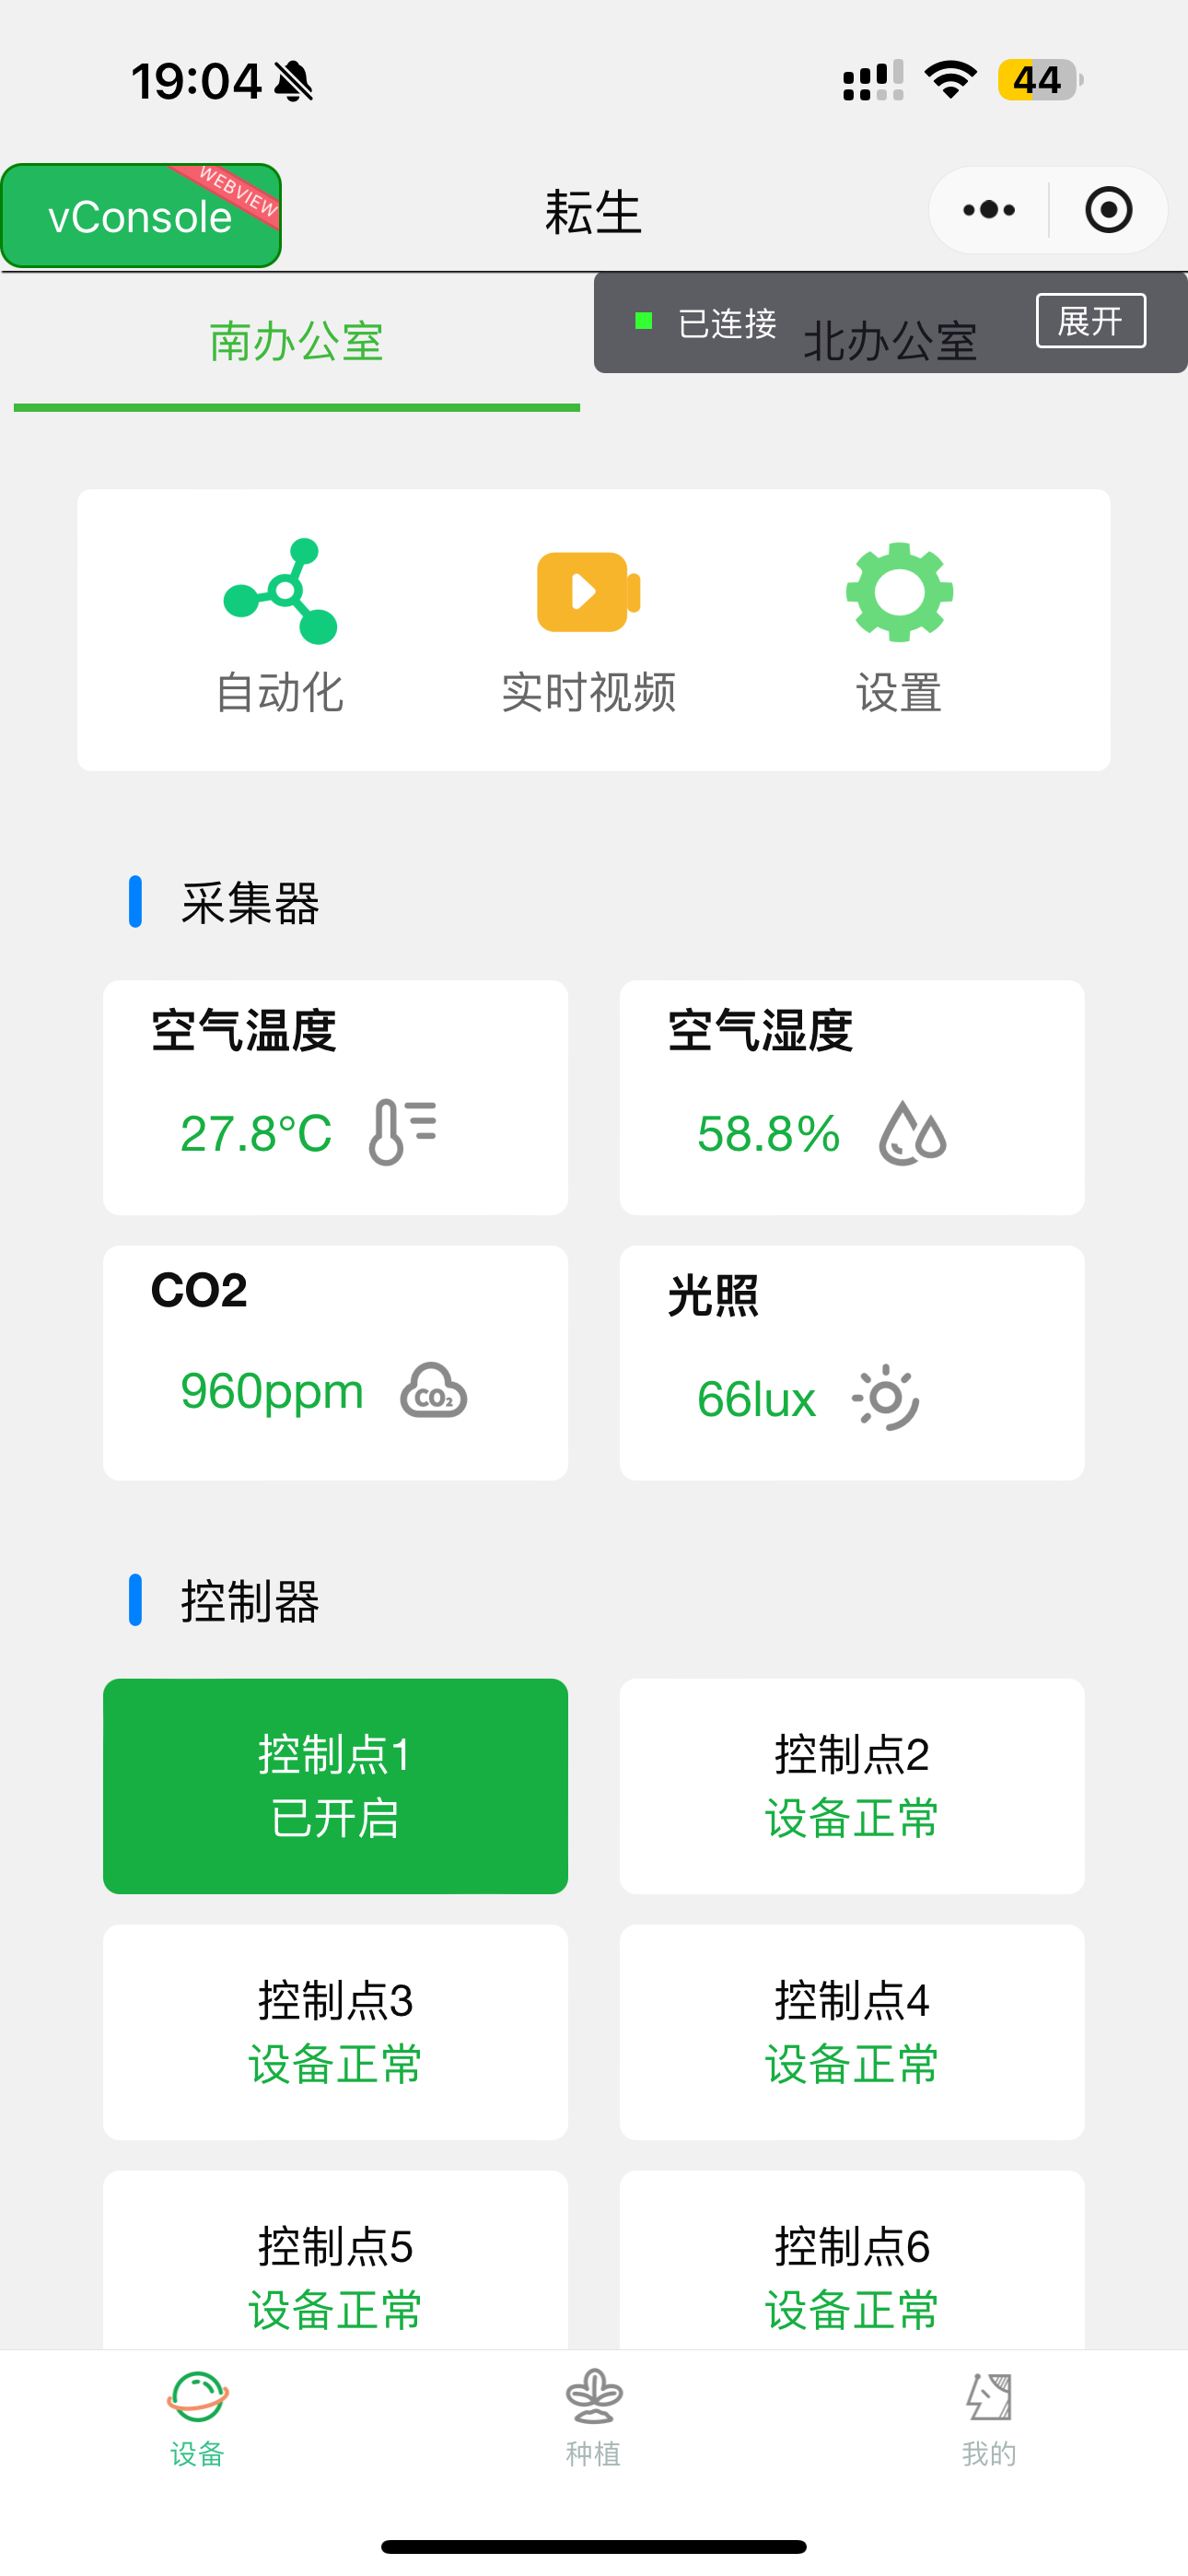 19:04
44
vConsole
WEBVIEW
耘生
南办公室
已连接
北办公室
展开
自动化
实时视频
设置
采集器
空气温度
空气湿度
27.8°C
58.8%
CO2
光照
960ppm
CO₂
66lux
控制器
控制点1
已开启
控制点2
设备正常
控制点3
设备正常
控制点4
设备正常
控制点5
设备正常
控制点6
设备正常
设备
种植
我的